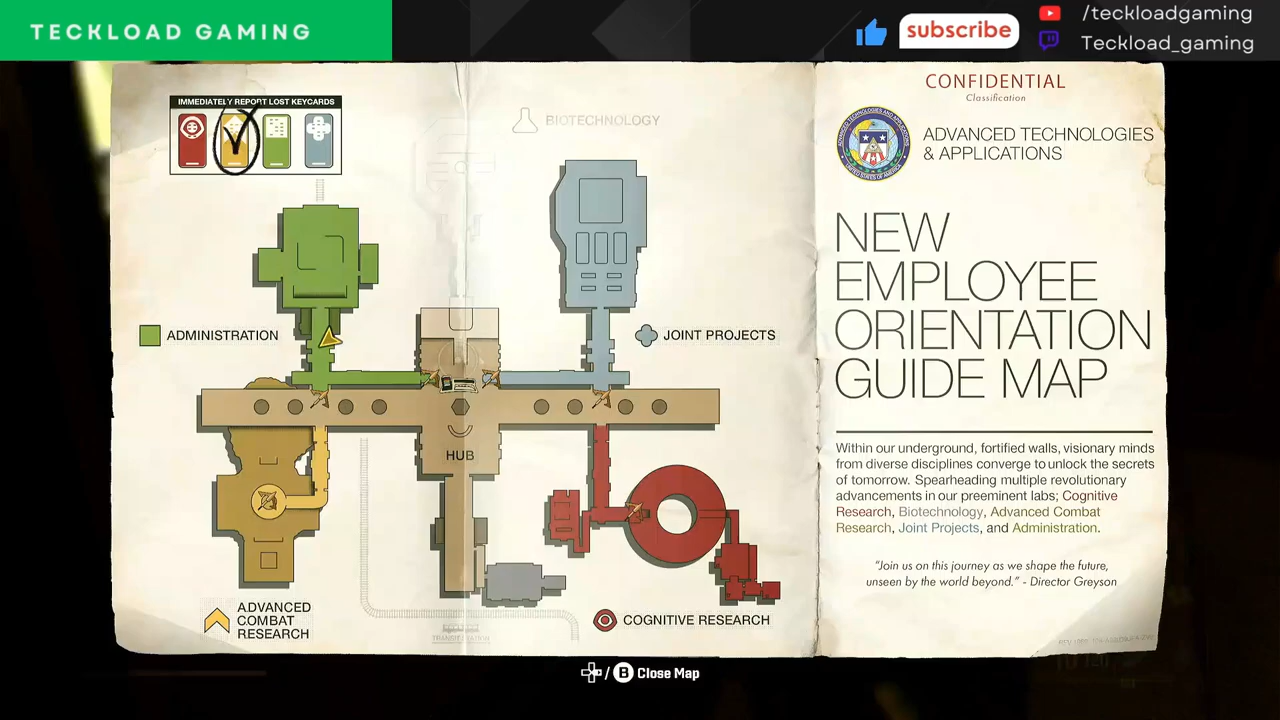 TECKLOAD GAMING
subscribe
/teckloadgaming
Teckload_gaming
IMMEDIATELY REPORT LOST KEYCARDS
BIOTECHNOLOGY
ADMINISTRATION
JOINT PROJECTS
HUB
ADVANCED
COMBAT
RESEARCH
COGNITIVE RESEARCH
CONFIDENTIAL
Classification
ADVANCED TECHNOLOGIES
& APPLICATIONS
NEW
EMPLOYEE
ORIENTATION
GUIDE MAP
Within our underground, fortified walls, visionary minds
from diverse disciplines converge to unlock the secrets
of tomorrow. Spearheading multiple revolutionary
advancements in our preeminent labs; Cognitive
Research, Biotechnology, Advanced Combat
Research, Joint Projects, and Administration.
"Join us on this journey as we shape the future,
unseen by the world beyond." - Director Greyson
/ B Close Map